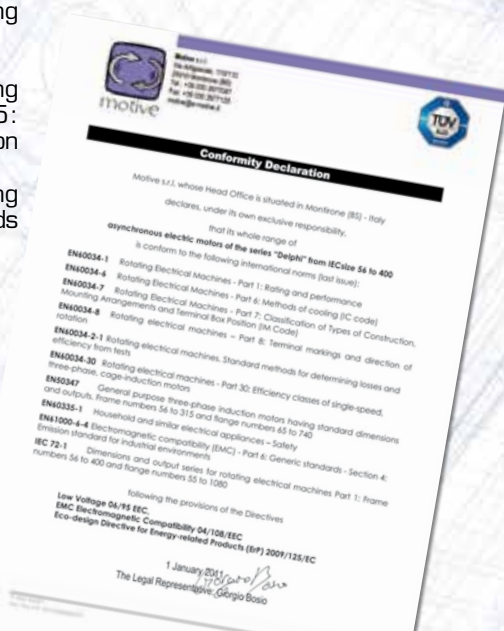 ng
ng
5:
on
ng
ds
motive
Motive s.r.l.
TÜV
Conformity Declaration
Motive s.r.l. whose Head Office is situated in Montirone (BS) - Italy
declares, under its own exclusive responsibility,
that its whole range of
asynchronous electric motors of the series "Delphi" from IECsize 56 to 400
is conform to the following international norms (last issue):
EN60034-1 Rotating Electrical Machines - Part 1: Rating and performance
EN60034-6 Rotating Electrical Machines - Part 6: Methods of cooling (IC code)
EN60034-7 Rotating Electrical Machines - Part 7: Classification of Types of Construction,
Mounting Arrangements and Terminal Box Position (IM Code)
EN60034-8 Rotating electrical machines – Part 8: Terminal markings and direction of
rotation
EN60034-2-1 Rotating electrical machines. Standard methods for determining losses and
efficiency from tests
EN60034-30 Rotating electrical machines - Part 30: Efficiency classes of single-speed,
three-phase, cage-induction motors
EN50347 General purpose three-phase induction motors having standard dimensions
and outputs. Frame numbers 56 to 315 and flange numbers 65 to 740
EN60335-1 Household and similar electrical appliances – Safety
EN61000-6-4 Electromagnetic compatibility (EMC) - Part 6: Generic standards - Section 4:
Emission standard for industrial environments
IEC 72-1 Dimensions and output series for rotating electrical machines Part 1: Frame
numbers 56 to 400 and flange numbers 55 to 1080
following the provisions of the Directives
Low Voltage 06/95 EEC,
EMC Electromagnetic Compatibility 04/108/EEC
Eco-design Directive for Energy-related Products (ErP) 2009/125/EC
1 January 2011
The Legal Representative: Giorgio Bosio